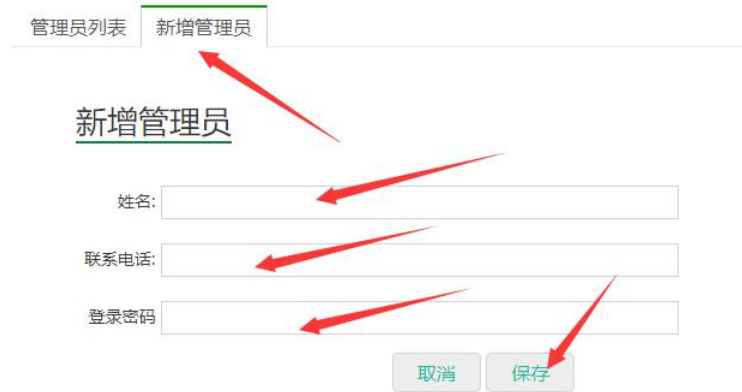 管理员列表 新增管理员
新增管理员
姓名:
联系电话:
登录密码
取消 保存